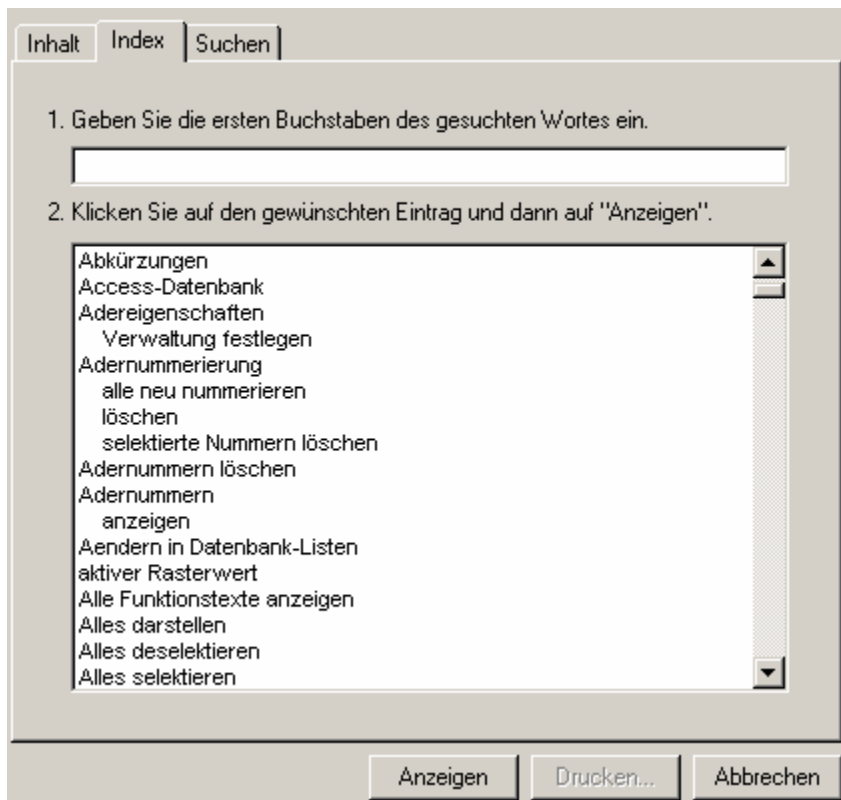 Inhalt Index Suchen
1. Geben Sie die ersten Buchstaben des gesuchten Wortes ein.
2. Klicken Sie auf den gewünschten Eintrag und dann auf "Anzeigen".
Abkürzungen
Access-Datenbank
Adereigenschaften
Verwaltung festlegen
Adernummerierung
alle neu nummerieren
löschen
selektierte Nummern löschen
Adernummern löschen
Adernummern
anzeigen
Aendern in Datenbank-Listen
aktiver Rasterwert
Alle Funktionstexte anzeigen
Alles darstellen
Alles deselektieren
Alles selektieren
Anzeigen Drucken... Abbrechen